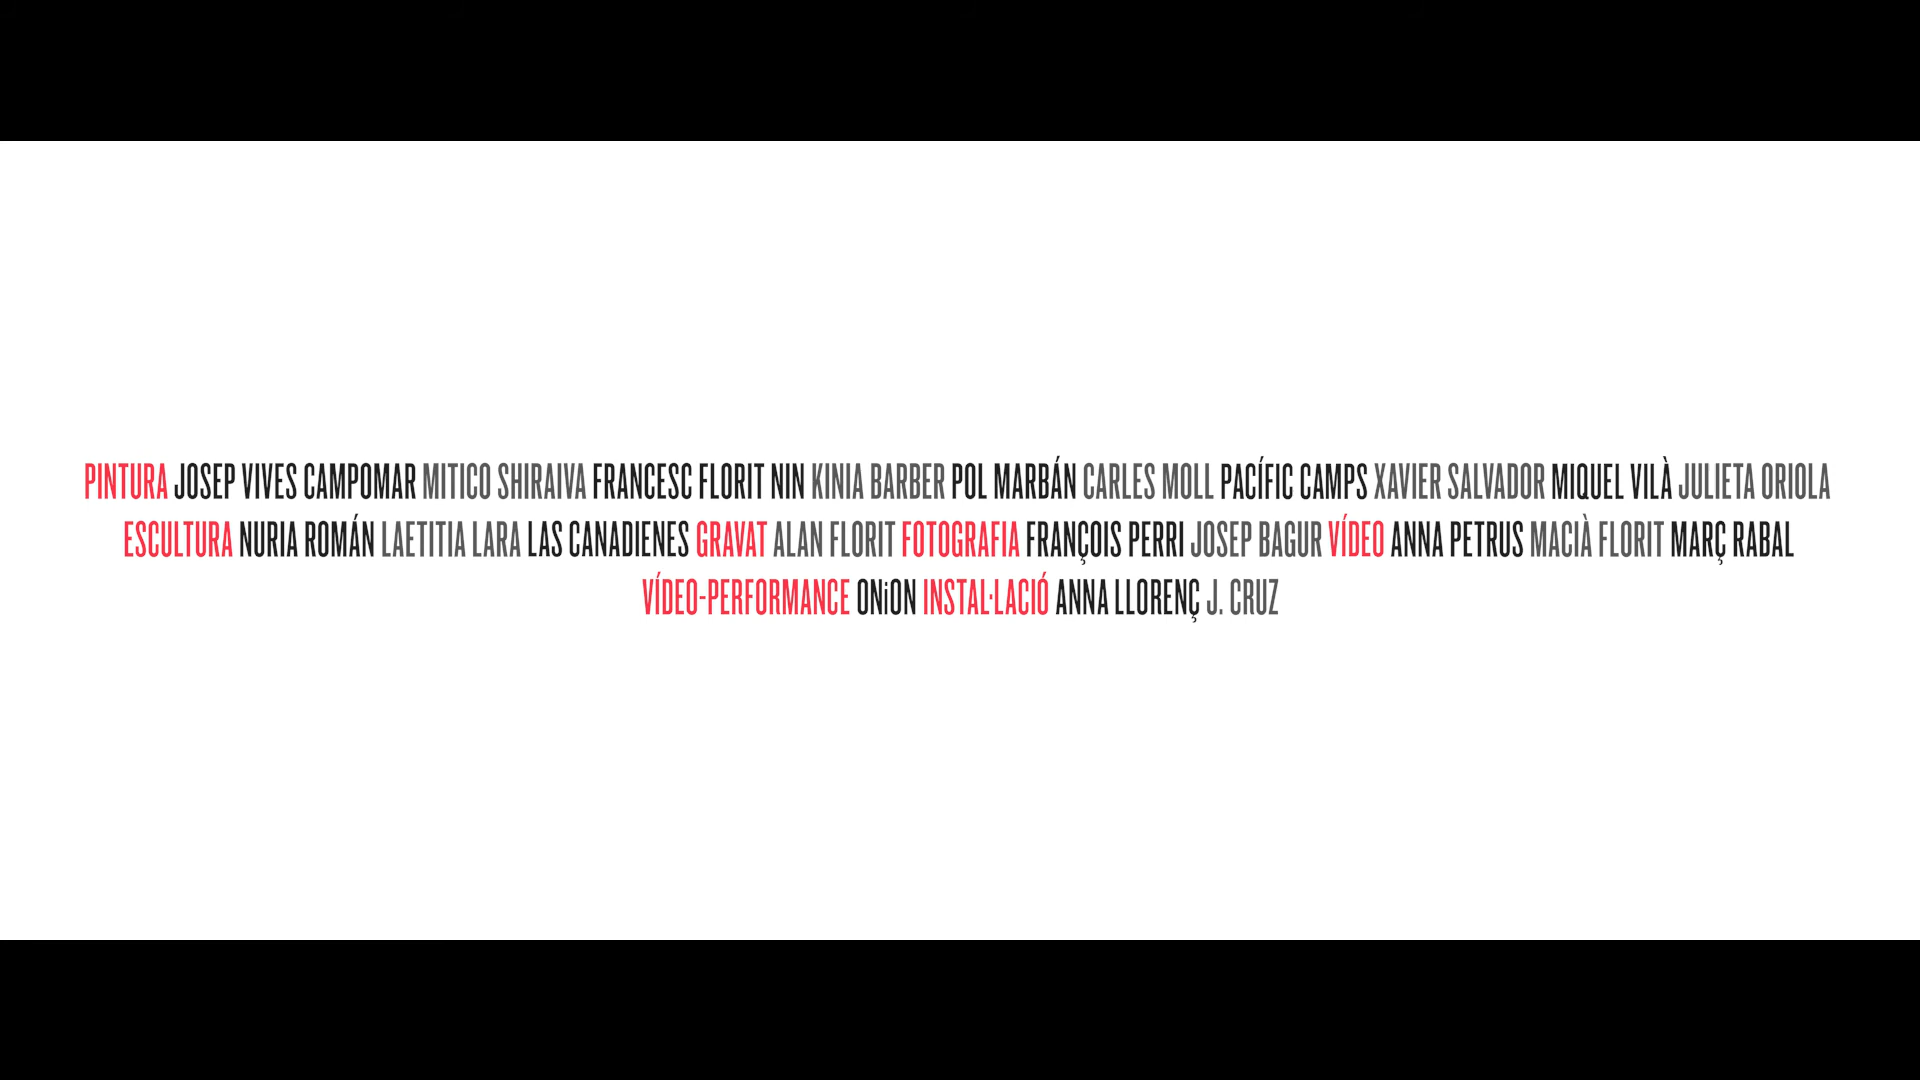 PINTURA JOSEP VIVES CAMPOMAR MITICO SHIRAIVA FRANCESC FLORIT NIN KINIA BARBER POL MARBÁN CARLES MOLL PACÍFIC CAMPS XAVIER SALVADOR MIQUEL VILÀ JULIETA ORIOLA
ESCULTURA NURIA ROMÁN LAETITIA LARA LAS CANADIENES GRAVAT ALAN FLORIT FOTOGRAFIA FRANÇOIS PERRI JOSEP BAGUR VÍDEO ANNA PETRUS MACIÀ FLORIT MARÇ RABAL
VÍDEO-PERFORMANCE ONiON INSTAL·LACIÓ ANNA LLORENÇ J. CRUZ